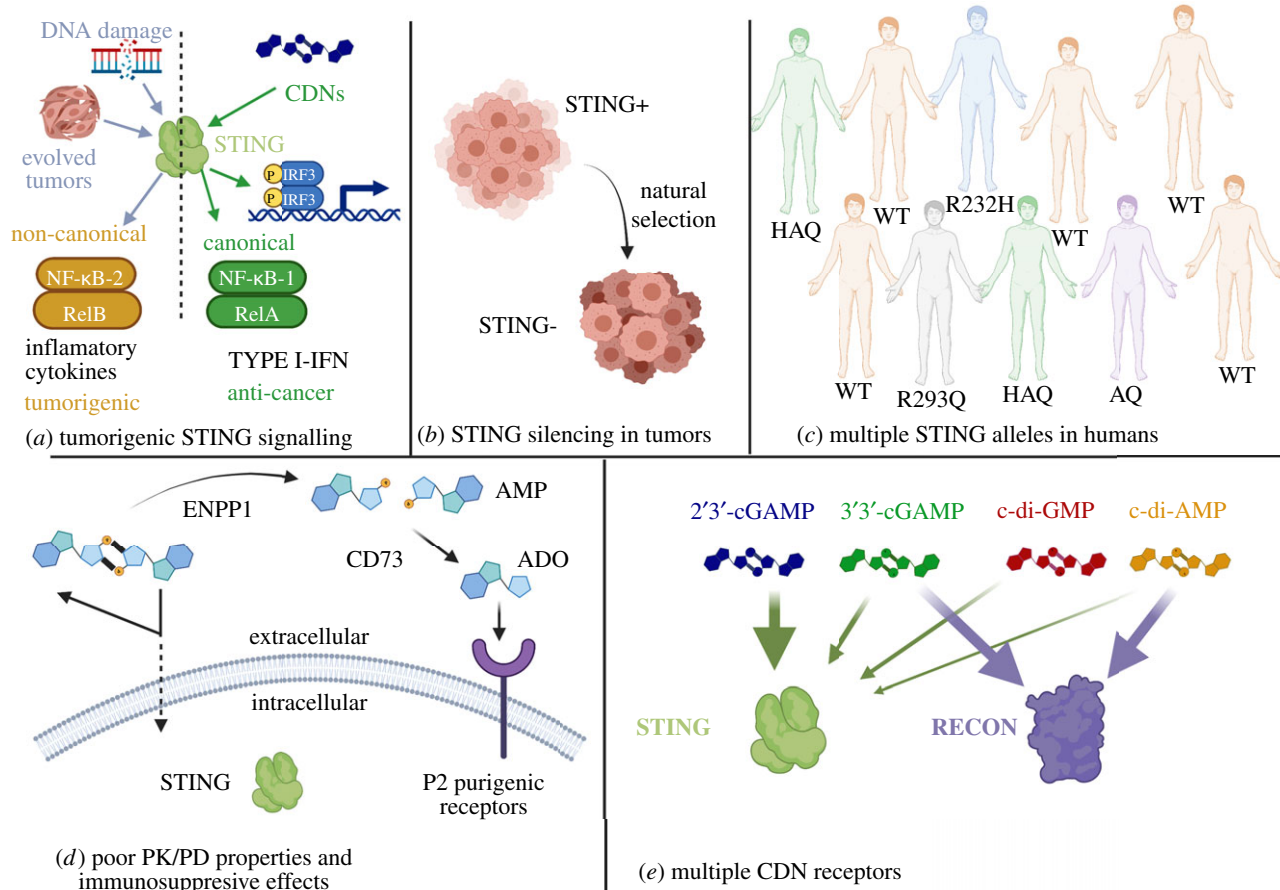 DNA damage
CDNs
STING
evolved
tumors
P IRF3
P IRF3
non-canonical
canonical
NF-κB-2
RelB
NF-κB-1
RelA
inflamatory
cytokines
TYPE I-IFN
tumorigenic
anti-cancer
(a) tumorigenic STING signalling
STING+
natural
selection
STING-
(b) STING silencing in tumors
HAQ
WT
R232H
WT
WT
WT
R293Q
HAQ
AQ
WT
(c) multiple STING alleles in humans
ENPP1
AMP
CD73
ADO
extracellular
intracellular
STING
P2 purigenic
receptors
(d) poor PK/PD properties and
immunosuppresive effects
2′3′-cGAMP
3′3′-cGAMP
c-di-GMP
c-di-AMP
STING
RECON
(e) multiple CDN receptors